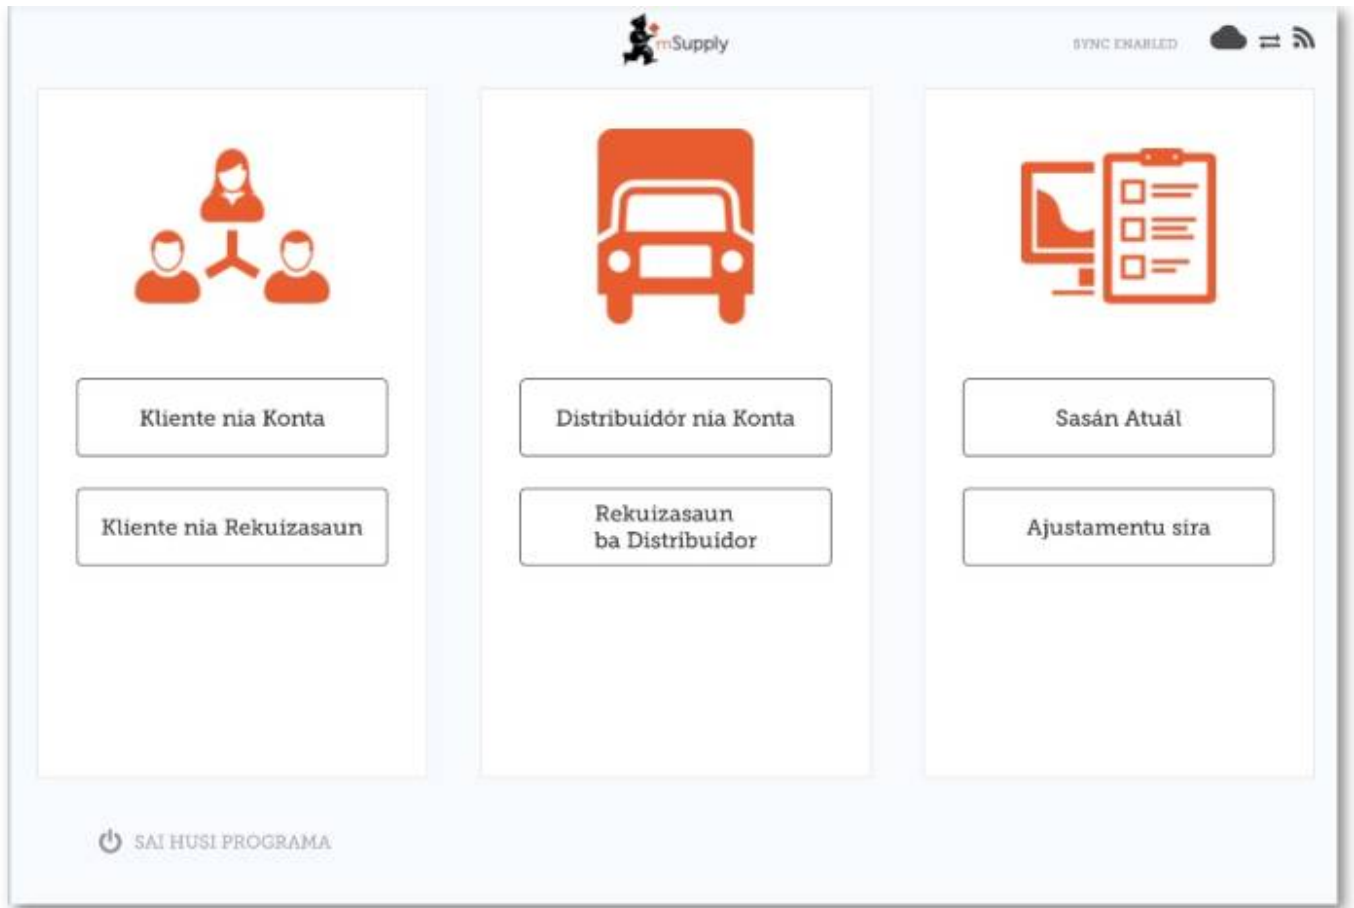 mSupply
SYNC ENABLED
Kliente nia Konta
Kliente nia Rekuizasaun
Distribuidór nia Konta
Rekuizasaun
ba Distribuidor
Sasán Atuál
Ajustamentu sira
SAI HUSI PROGRAMA